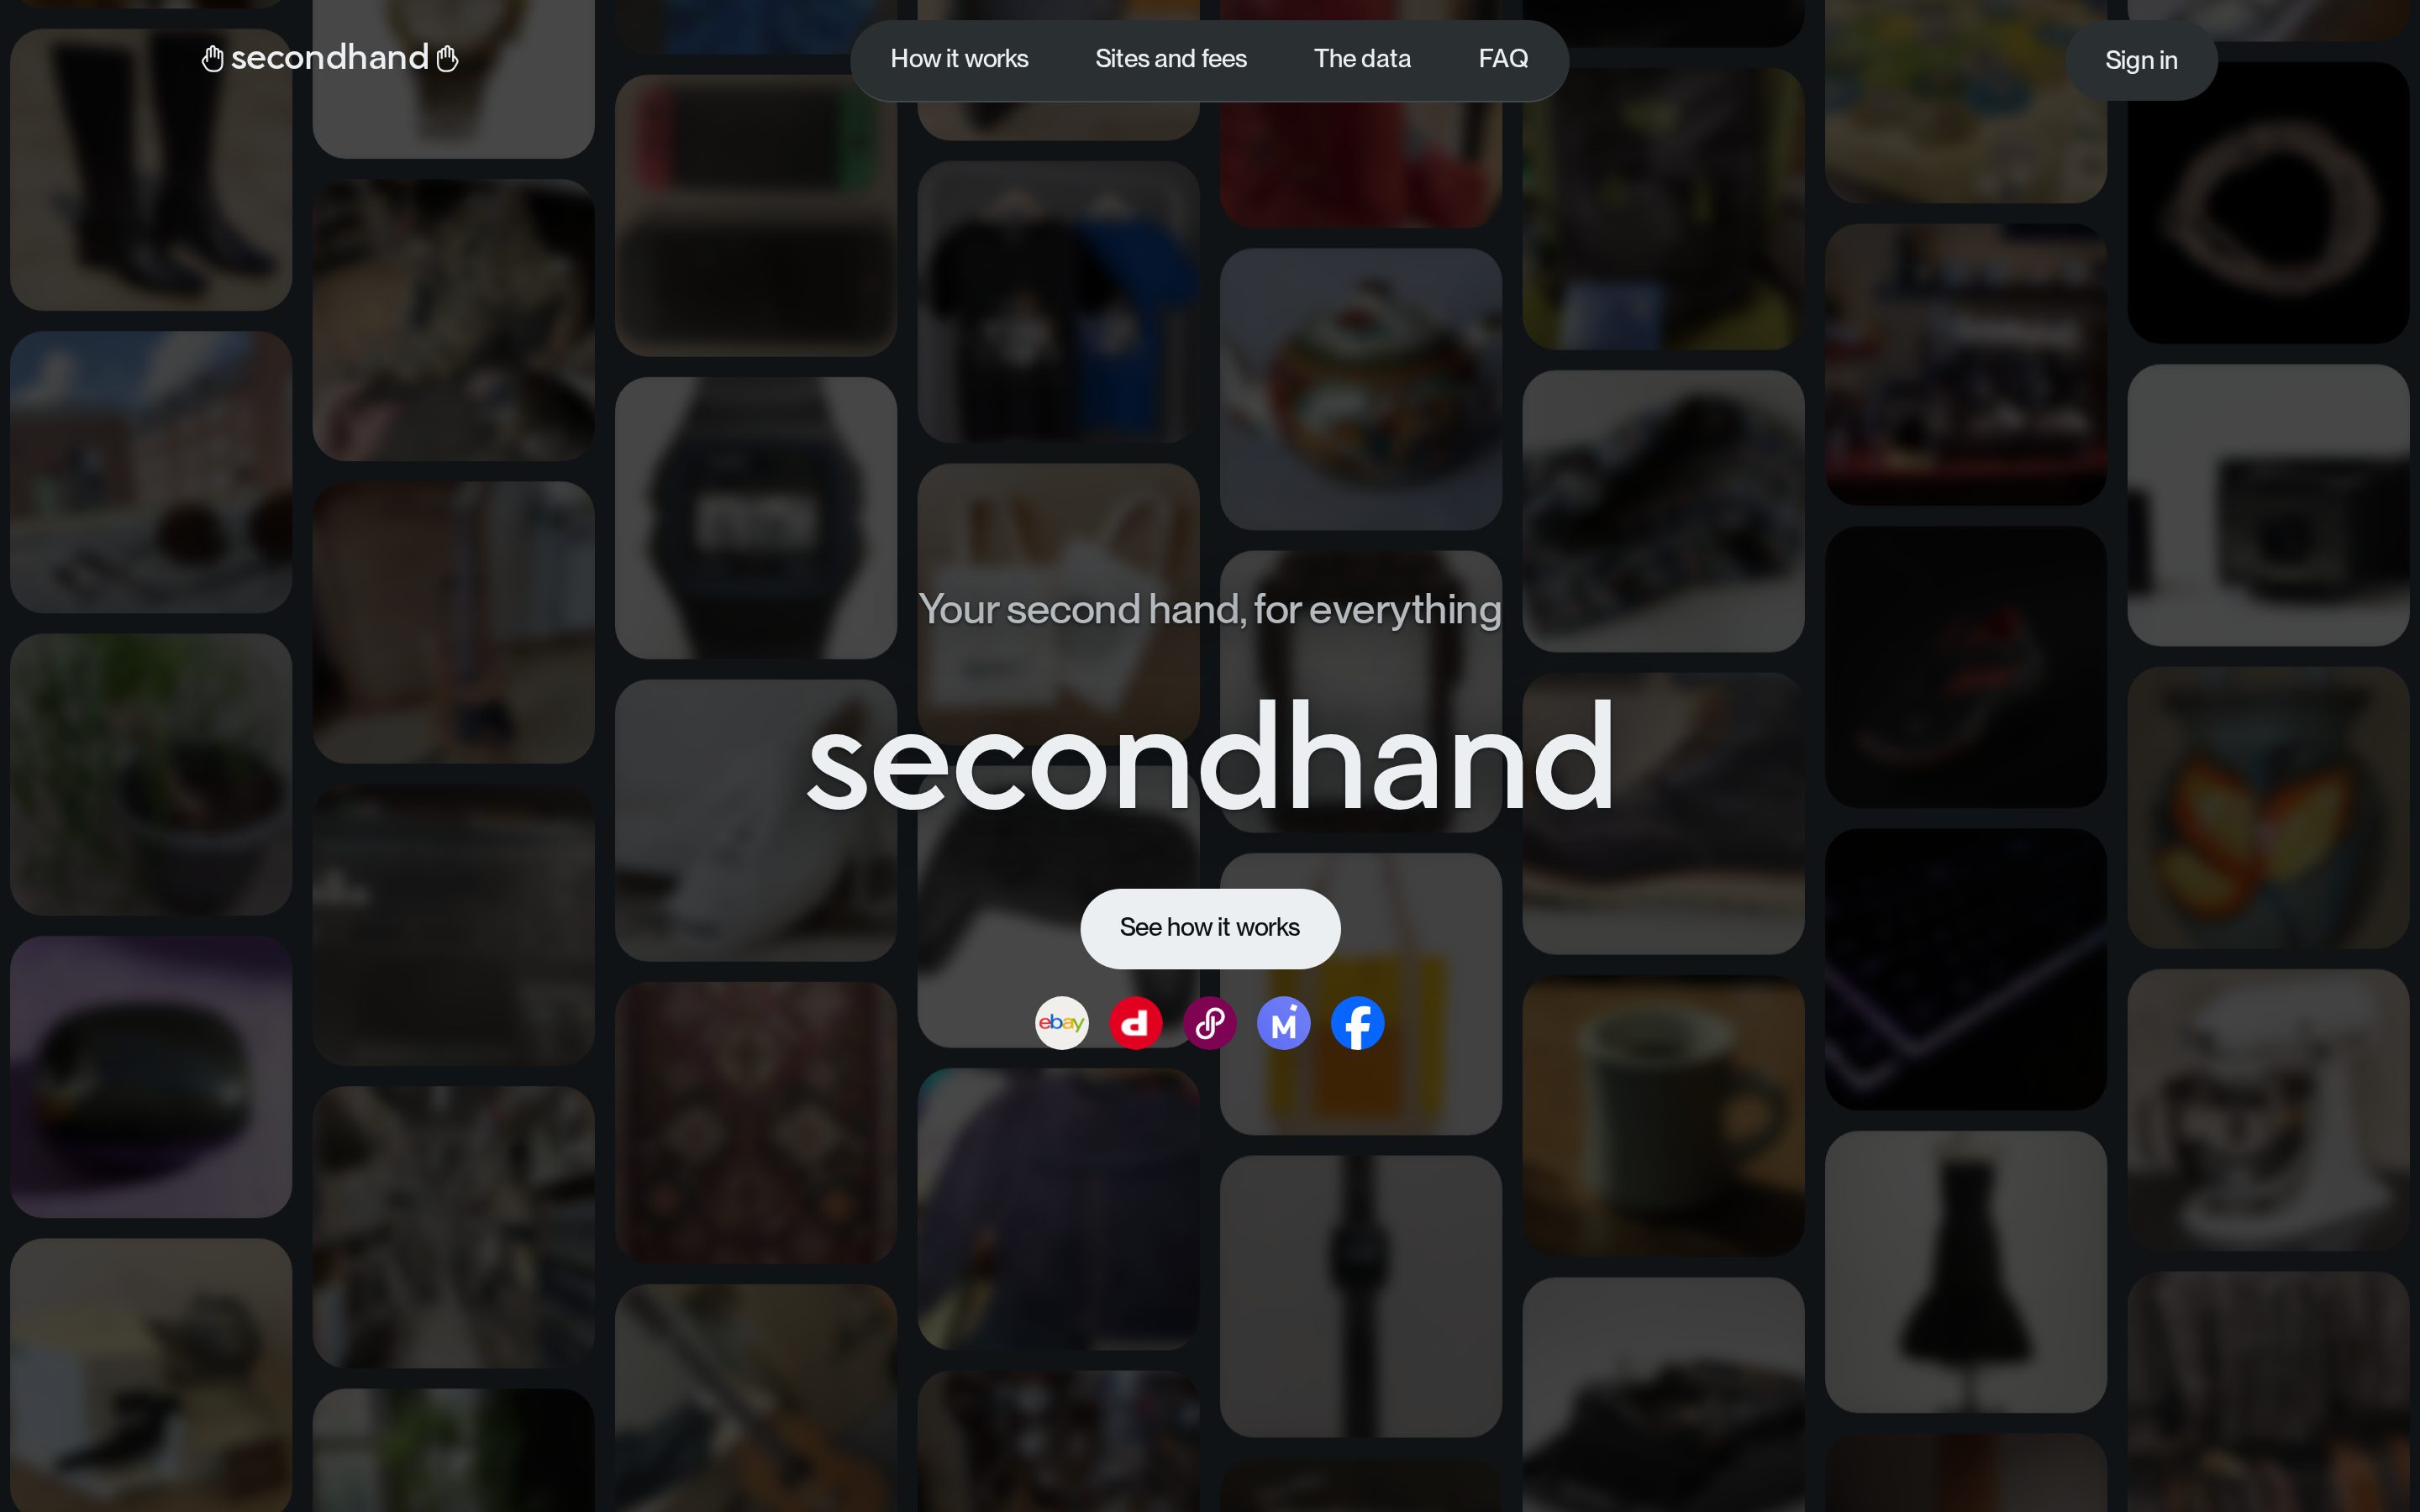 secondhand
How it works
Sites and fees
The data
FAQ
Sign in
Your second hand, for everything
secondhand
See how it works
ebay